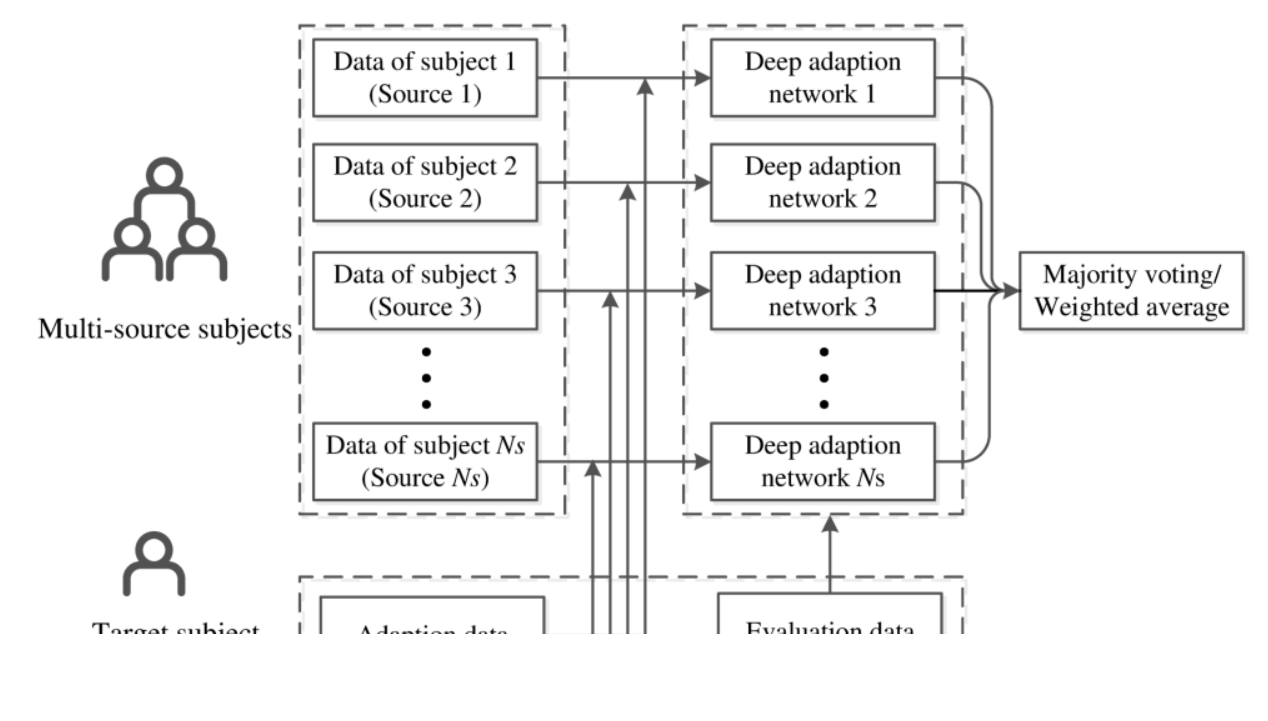 Data of subject 1
(Source 1)
Deep adaption
network 1
Data of subject 2
(Source 2)
Deep adaption
network 2
Data of subject 3
(Source 3)
Deep adaption
network 3
Majority voting/
Weighted average
Multi-source subjects
Data of subject Ns
(Source Ns)
Deep adaption
network Ns
Target subject
Adaption data
Evaluation data